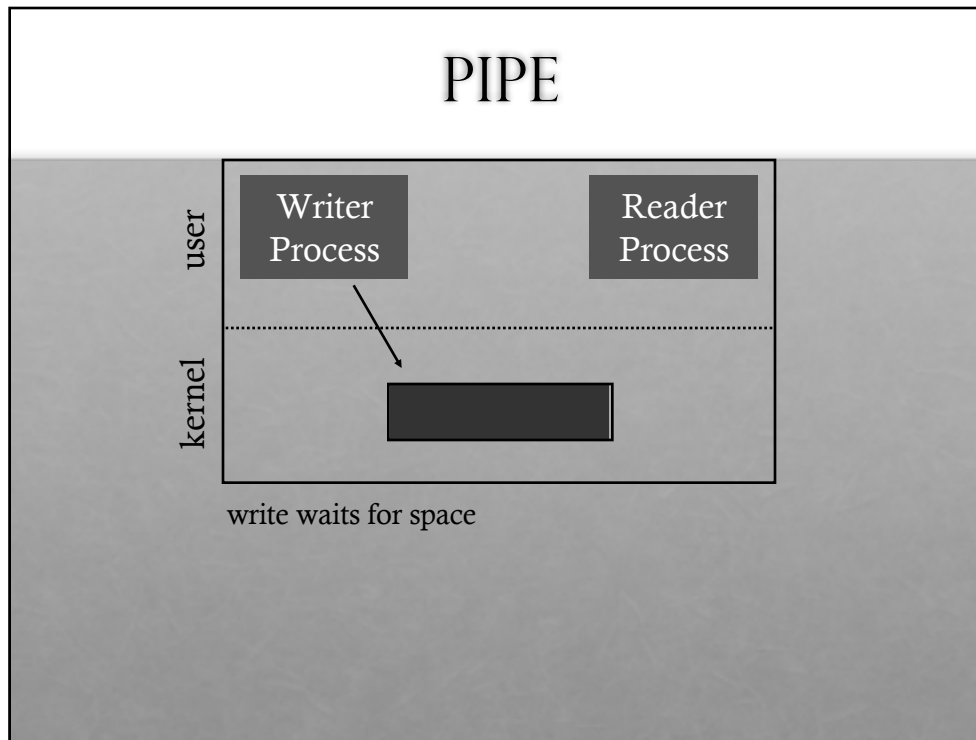 PIPE
Writer
Process
Reader
Process
user
kernel
write waits for space